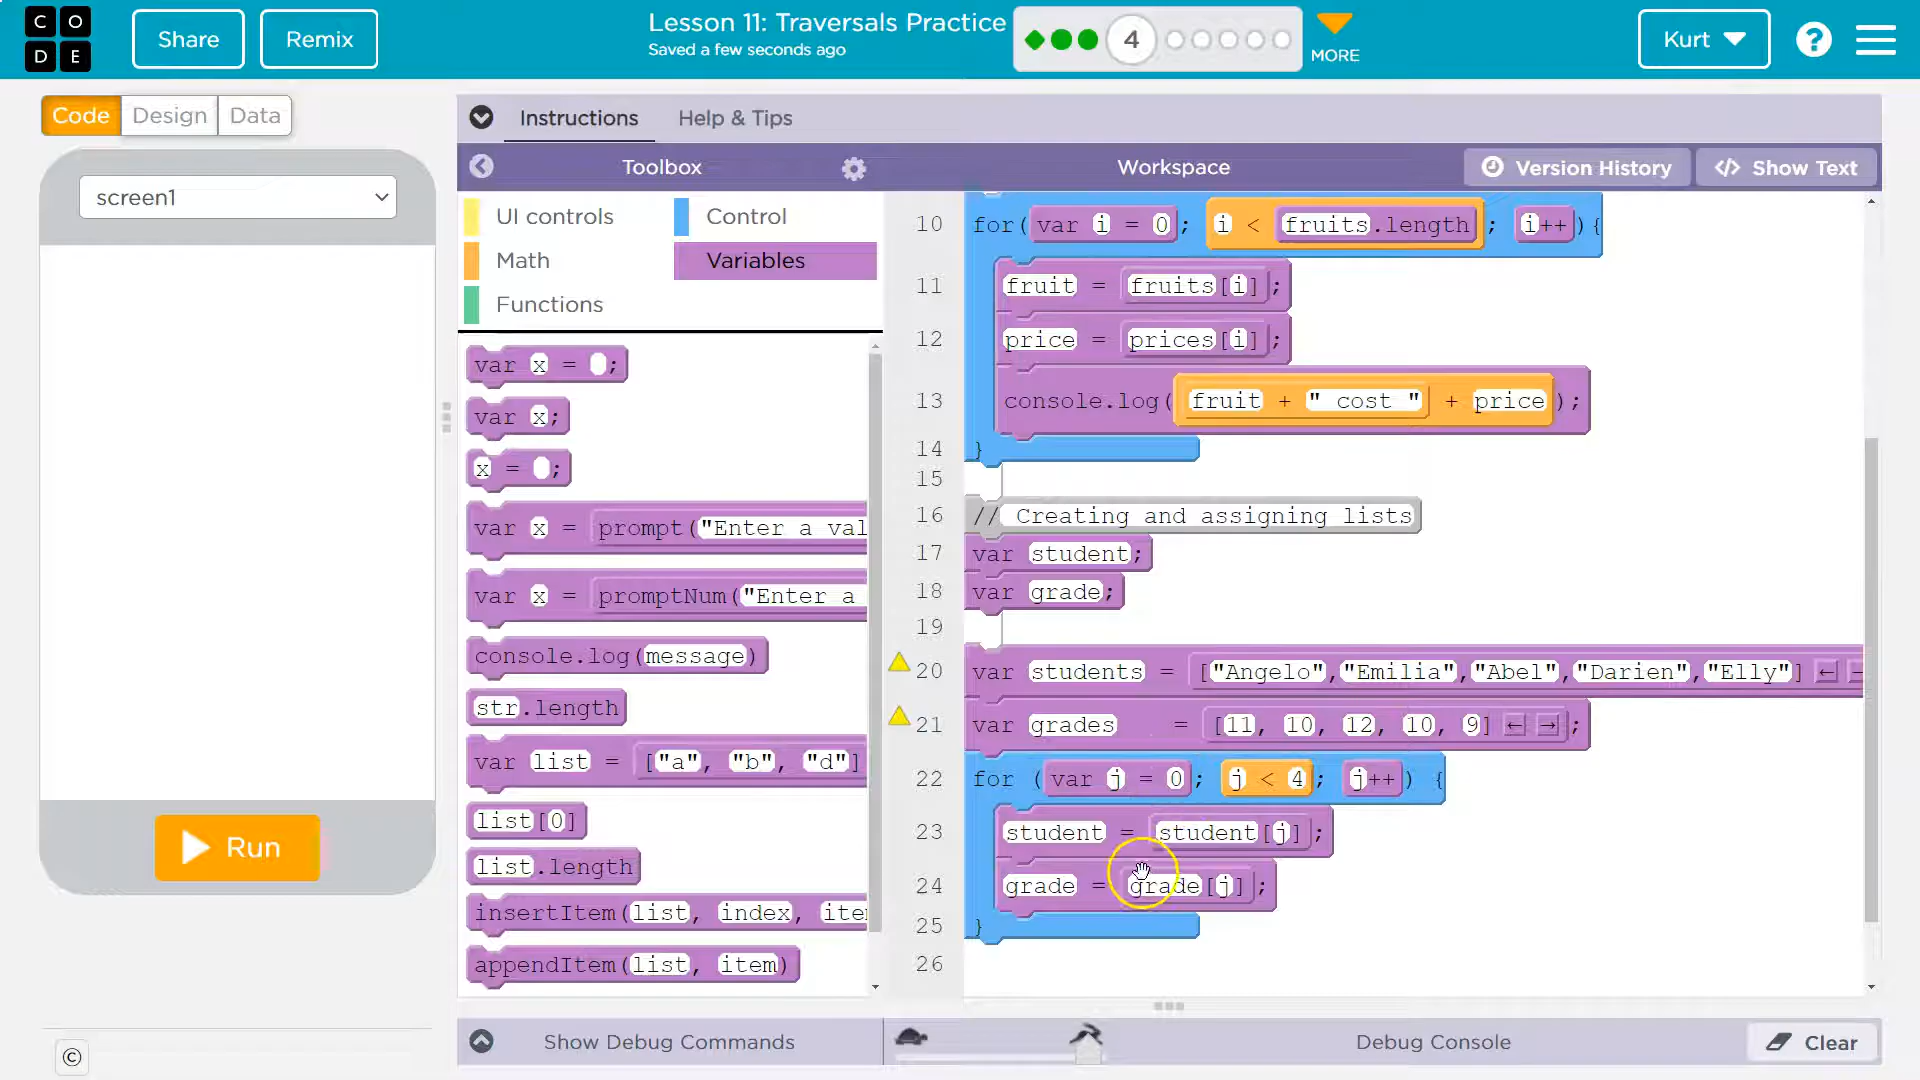 CODE
Share
Remix
Lesson 11: Traversals Practice
Saved a few seconds ago
4
MORE
Kurt
?
Code
Design
Data
screen1
Run
©
Instructions
Help & Tips
Toolbox
Workspace
Version History
</> Show Text
UI controls
Control
Math
Variables
Functions
var x = ;
var x;
x = ;
var x = prompt("Enter a val
var x = promptNum("Enter a
console.log(message)
str.length
var list = ["a", "b", "d"]
list[0]
list.length
insertItem(list, index, ite
appendItem(list, item)
10 for(var i = 0; i < fruits.length; i++){
11 fruit = fruits[i];
12 price = prices[i];
13 console.log(fruit + " cost " + price);
14 }
15
16 // Creating and assigning lists
17 var student;
18 var grade;
19
20 var students = ["Angelo","Emilia","Abel","Darien","Elly"] ←
21 var grades = [11, 10, 12, 10, 9] ← → ;
22 for (var j = 0; j < 4; j++) {
23 student = student[j];
24 grade = grade[j];
25 }
26
Show Debug Commands
Debug Console
Clear